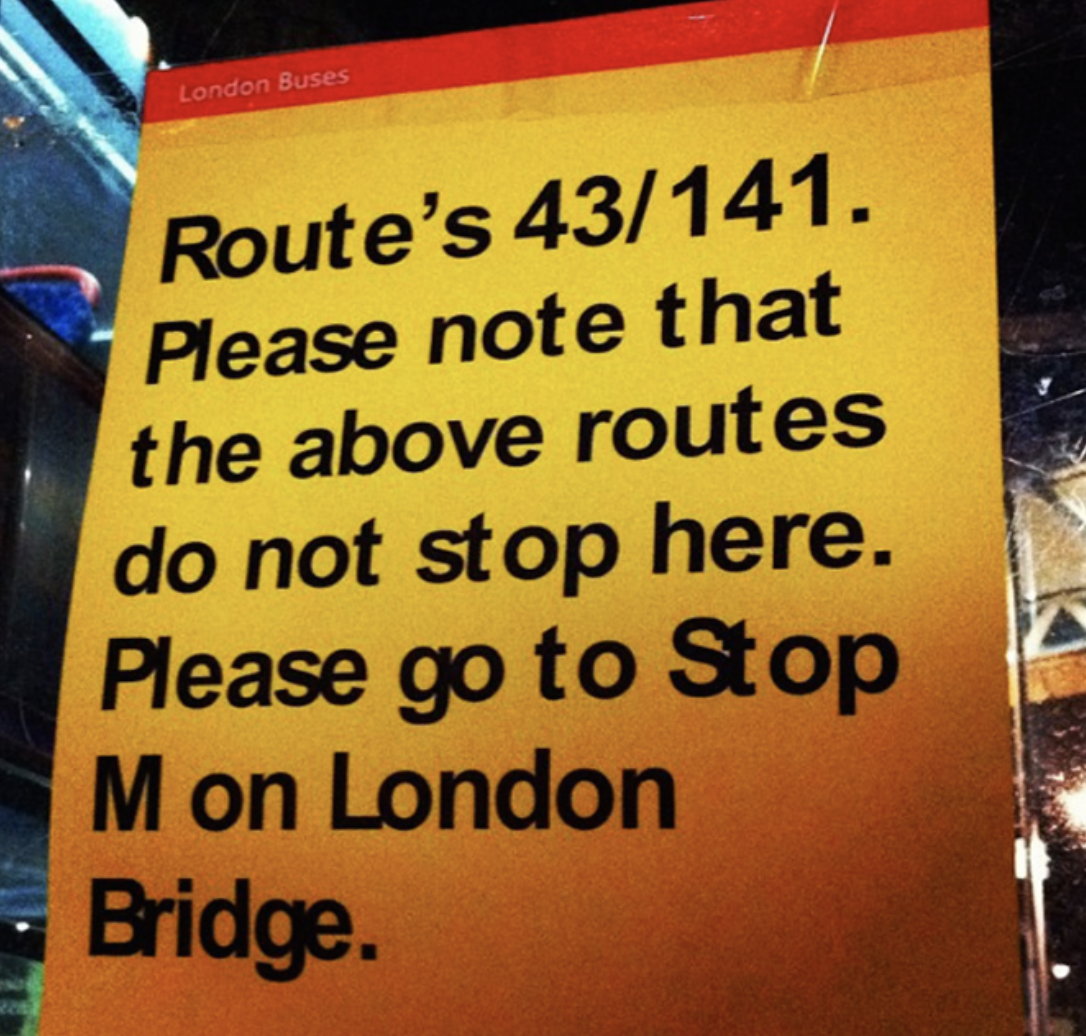 London Buses
Route’s 43/141.
Please note that
the above routes
do not stop here.
Please go to Stop
M on London
Bridge.